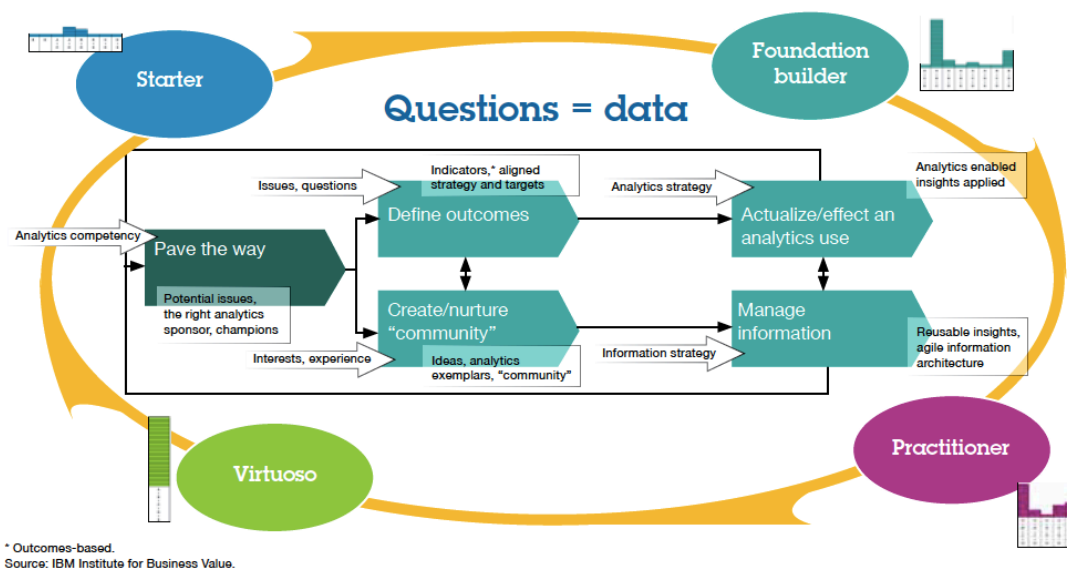 Starter
Foundation
builder
Questions = data
Issues, questions
Indicators,* aligned
strategy and targets
Analytics strategy
Analytics enabled
insights applied
Define outcomes
Actualize/effect an
analytics use
Analytics competency
Pave the way
Potential issues,
the right analytics
sponsor, champions
Create/nurture
“community”
Manage
information
Interests, experience
Ideas, analytics
exemplars, “community”
Information strategy
Reusable insights,
agile information
architecture
Virtuoso
Practitioner
* Outcomes-based.
Source: IBM Institute for Business Value.